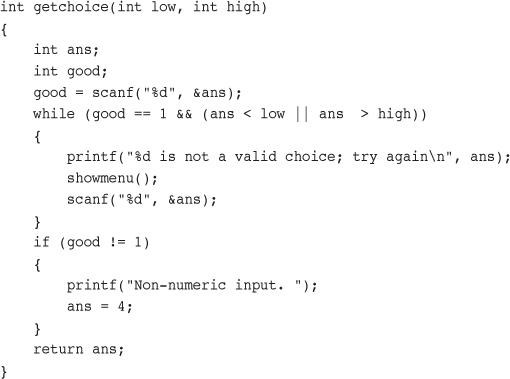 int getchoice(int low, int high)
{
    int ans;
    int good;
    good = scanf("%d", &ans);
    while (good == 1 && (ans < low || ans  > high))
    {
        printf("%d is not a valid choice; try again\n", ans);
        showmenu();
        scanf("%d", &ans);
    }
    if (good != 1)
    {
        printf("Non-numeric input. ");
        ans = 4;
    }
    return ans;
}